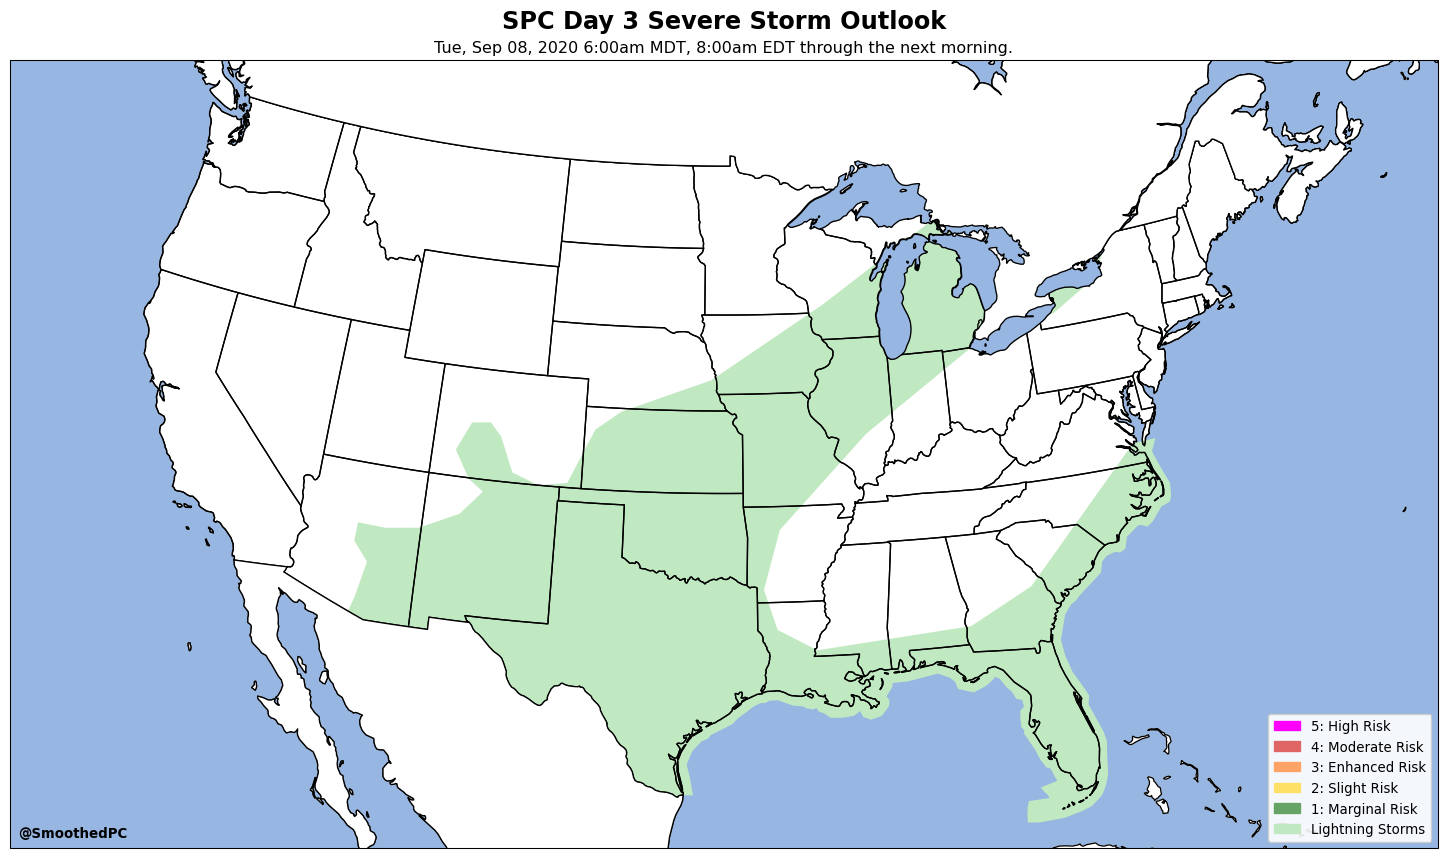 SPC Day 3 Severe Storm Outlook
Tue, Sep 08, 2020 6:00am MDT, 8:00am EDT through the next morning.
5: High Risk
4: Moderate Risk
3: Enhanced Risk
2: Slight Risk
1: Marginal Risk
Lightning Storms
@SmoothedPC